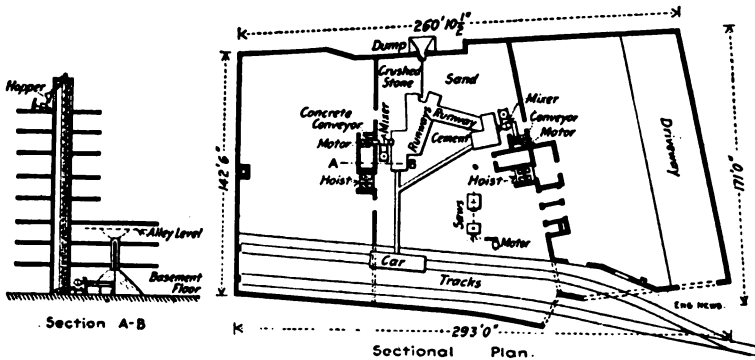 Hopper
Alley Level
Basement
Floor
Section A-B
260'10½"
142'6"
171'0"
293'0"
Dump
Crushed
Stone
Sand
Concrete
Conveyor
Motor
A
Hoist
Mixer
Runways
Runway
Cement
B
Mixer
Conveyor
Motor
Hoist
Saws
Motor
Driveway
Car
Tracks
ENG. NEWS.
Sectional Plan.